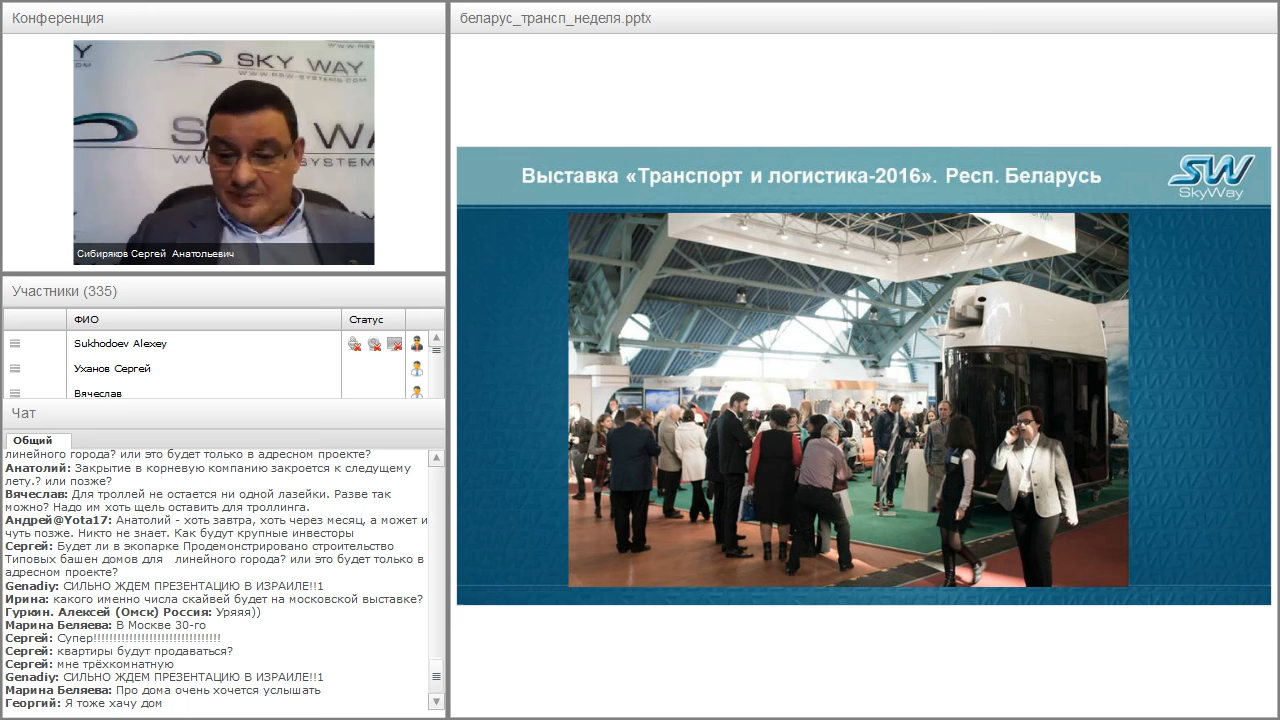 Конференция
SKY WAY
WWW.RSW-SYSTEMS.COM
Сибиряков Сергей Анатольевич
Участники (335)
ФИО
Статус
Sukhodoev Alexey
Уханов Сергей
Вячеслав
Чат
Общий
линейного города? или это будет только в адресном проекте?
Анатолий: Закрытие в корневую компанию закроется к следущему
лету.? или позже?
Вячеслав: Для троллей не остается ни одной лазейки. Разве так
можно? Надо им хоть щель оставить для троллинга.
Андрей@Yota17: Анатолий - хоть завтра, хоть через месяц, а может и
чуть позже. Никто не знает. Как будут крупные инвесторы
Сергей: Будет ли в экопарке Продемонстрировано строительство
Типовых башен домов для линейного города? или это будет только в
адресном проекте?
Genadiy: СИЛЬНО ЖДЕМ ПРЕЗЕНТАЦИЮ В ИЗРАИЛЕ!!1
Ирина: какого именно числа скайвей будет на московской выставке?
Гуркин. Алексей (Омск) Россия: Уряяя))
Марина Беляева: В Москве 30-го
Сергей: Супер!!!!!!!!!!!!!!!!!!!!!!!!!!!!!!!!
Сергей: квартиры будут продаваться?
Сергей: мне трёхкомнатную
Genadiy: СИЛЬНО ЖДЕМ ПРЕЗЕНТАЦИЮ В ИЗРАИЛЕ!!1
Марина Беляева: Про дома очень хочется услышать
Георгий: Я тоже хачу дом
беларус_трансп_неделя.pptx
Выставка «Транспорт и логистика-2016». Респ. Беларусь
SW
SkyWay